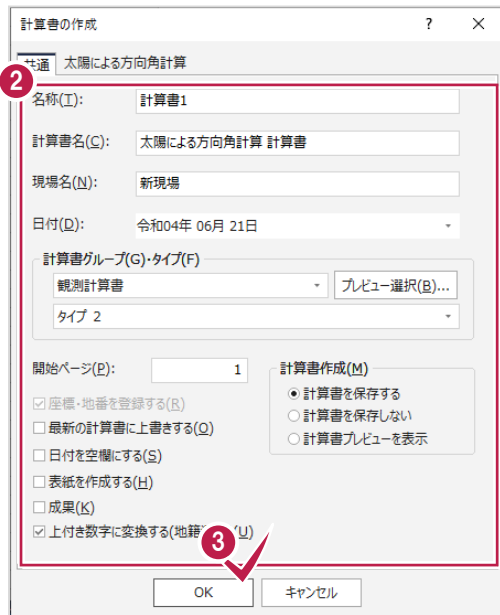 計算書の作成 ? ×
共通 太陽による方向角計算
2
名称(T): 計算書1
計算書名(C): 太陽による方向角計算 計算書
現場名(N): 新現場
日付(D): 令和04年 06月 21日
計算書グループ(G)・タイプ(F)
観測計算書 プレビュー選択(B)...
タイプ 2
開始ページ(P): 1
計算書作成(M)
座標・地番を登録する(R)
計算書を保存する
最新の計算書に上書きする(O)
計算書を保存しない
日付を空欄にする(S)
計算書プレビューを表示
表紙を作成する(H)
成果(K)
上付き数字に変換する(地籍 (U)
3
OK キャンセル